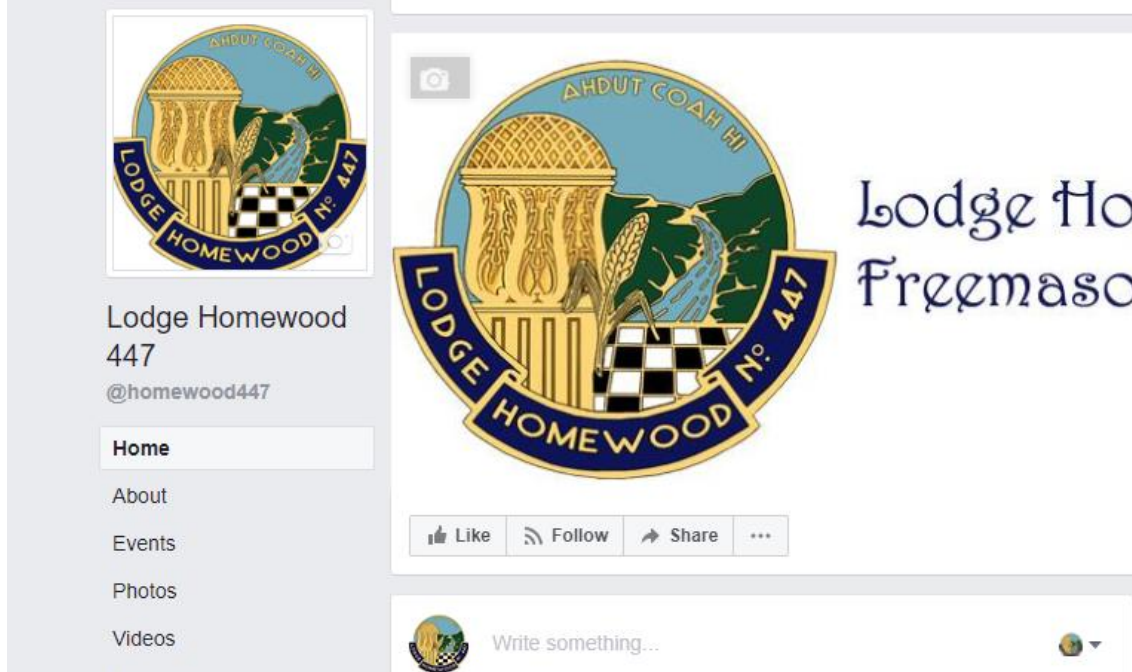 AHDUT COAH HI
LODGE HOMEWOOD Nº. 447
Lodge Homewood
447
@homewood447
Home
About
Events
Photos
Videos
AHDUT COAH HI
LODGE HOMEWOOD Nº. 447
Lodge Ho
Freemaso
Like
Follow
Share
Write something...